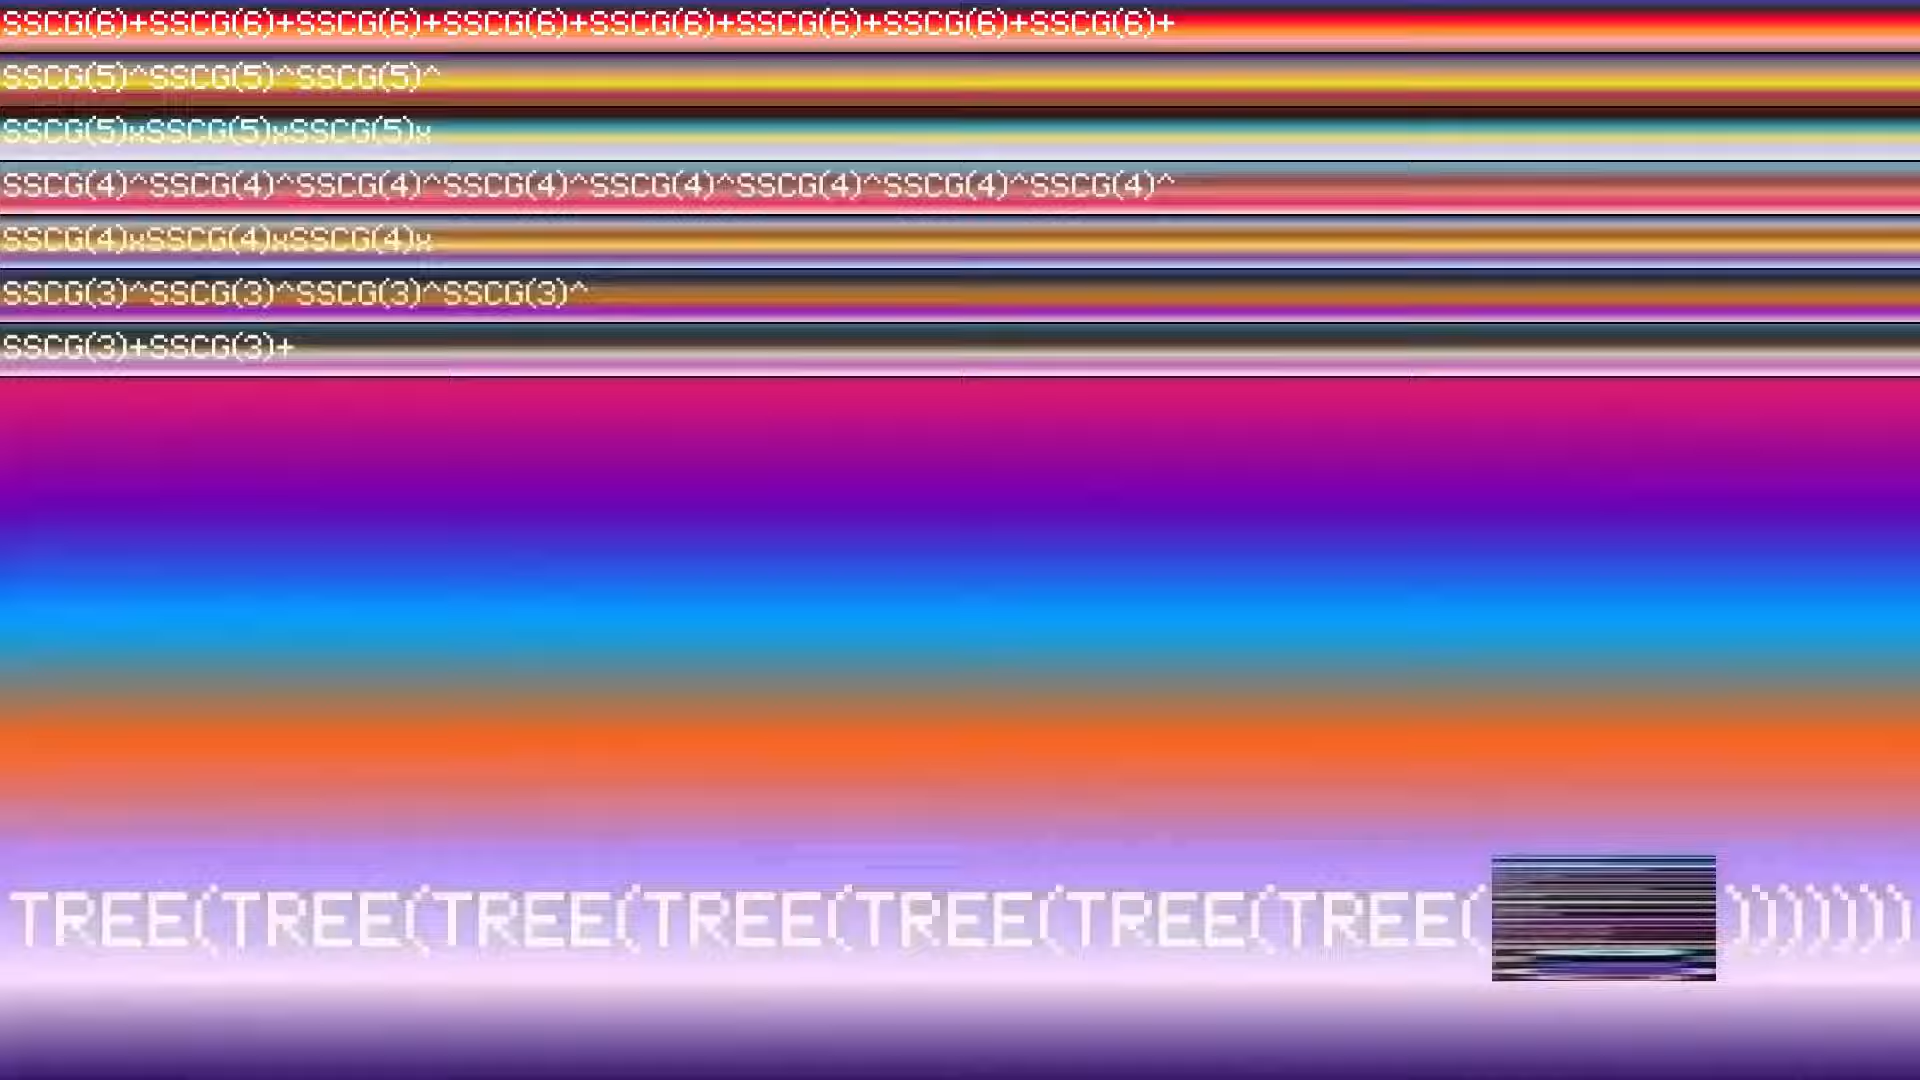 SSCG(6)+SSCG(6)+SSCG(6)+SSCG(6)+SSCG(6)+SSCG(6)+SSCG(6)+SSCG(6)+
SSCG(5)^SSCG(5)^SSCG(5)^
SSCG(5)xSSCG(5)xSSCG(5)x
SSCG(4)^SSCG(4)^SSCG(4)^SSCG(4)^SSCG(4)^SSCG(4)^SSCG(4)^SSCG(4)^
SSCG(4)xSSCG(4)xSSCG(4)x
SSCG(3)^SSCG(3)^SSCG(3)^SSCG(3)^
SSCG(3)+SSCG(3)+
TREE(TREE(TREE(TREE(TREE(TREE(TREE( )))))))